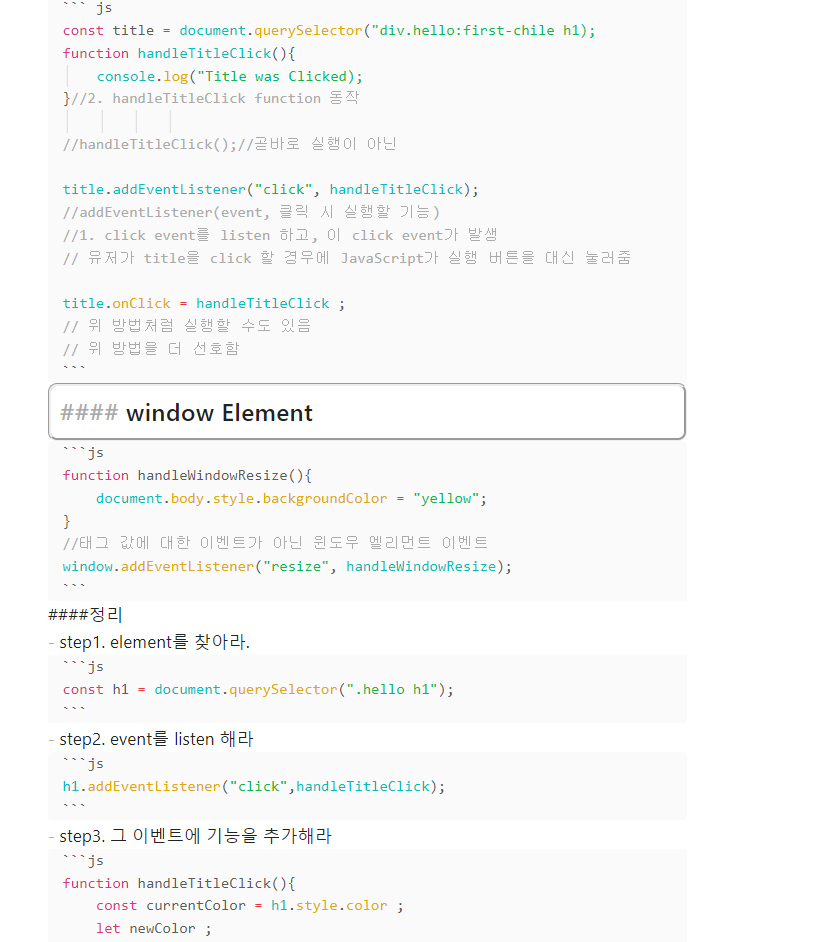 ``` js
const title = document.querySelector("div.hello:first-chile h1);
function handleTitleClick(){
    console.log("Title was Clicked);
}//2. handleTitleClick function 동작
//handleTitleClick();//곧바로 실행이 아닌
title.addEventListener("click", handleTitleClick);
//addEventListener(event, 클릭 시 실행할 기능)
//1. click event를 listen 하고, 이 click event가 발생
// 유저가 title을 click 할 경우에 JavaScript가 실행 버튼을 대신 눌러줌
title.onClick = handleTitleClick ;
// 위 방법처럼 실행할 수도 있음
// 위 방법을 더 선호함
```
#### window Element
```js
function handleWindowResize(){
    document.body.style.backgroundColor = "yellow";
}
//태그 값에 대한 이벤트가 아닌 윈도우 엘리먼트 이벤트
window.addEventListener("resize", handleWindowResize);
```
####정리
- step1. element를 찾아라.
```js
const h1 = document.querySelector(".hello h1");
```
- step2. event를 listen 해라
```js
h1.addEventListener("click",handleTitleClick);
```
- step3. 그 이벤트에 기능을 추가해라
```js
function handleTitleClick(){
    const currentColor = h1.style.color ;
    let newColor ;